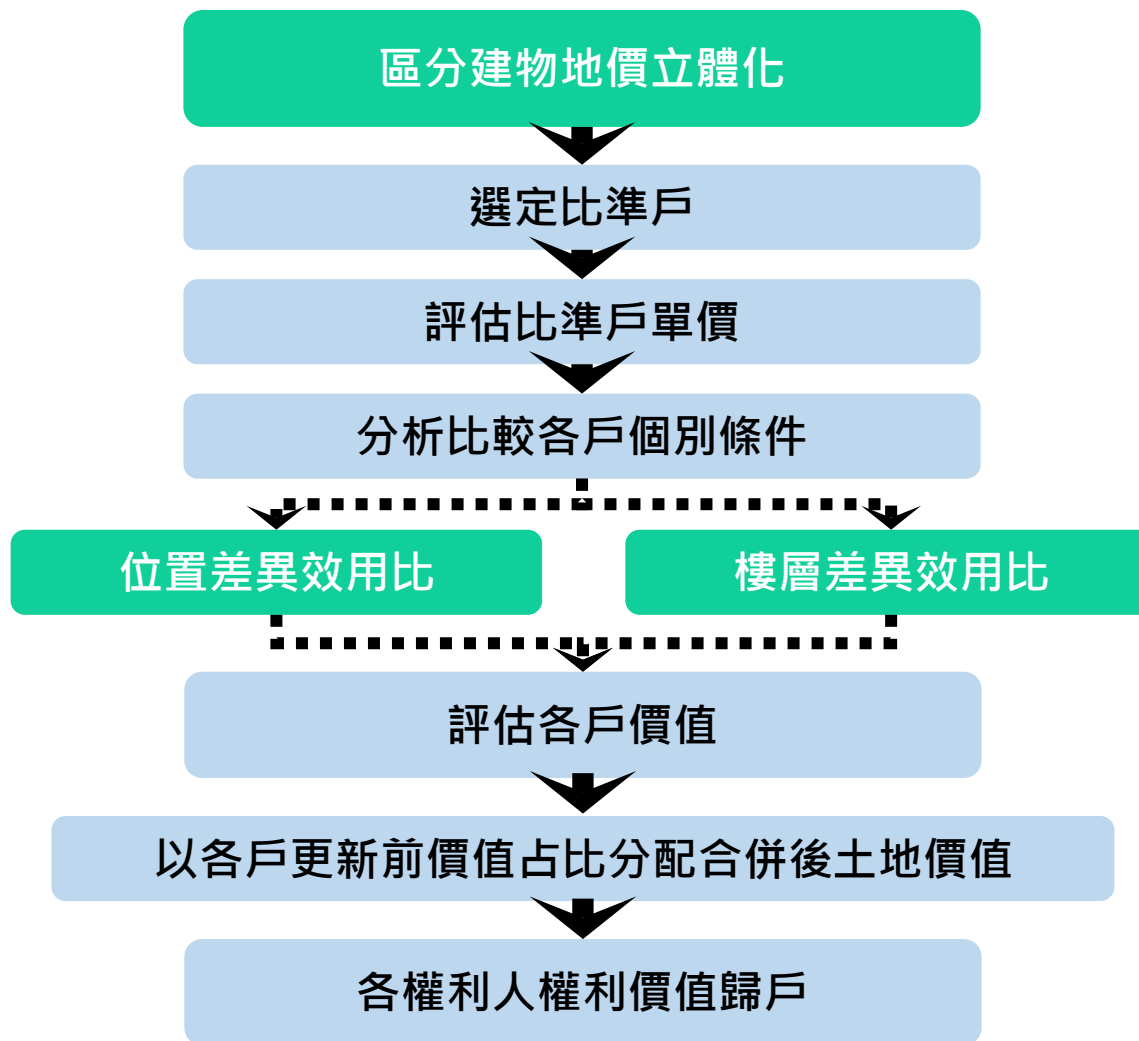 區分建物地價立體化
選定比準戶
評估比準戶單價
分析比較各戶個別條件
位置差異效用比
樓層差異效用比
評估各戶價值
以各戶更新前價值占比分配合併後土地價值
各權利人權利價值歸戶